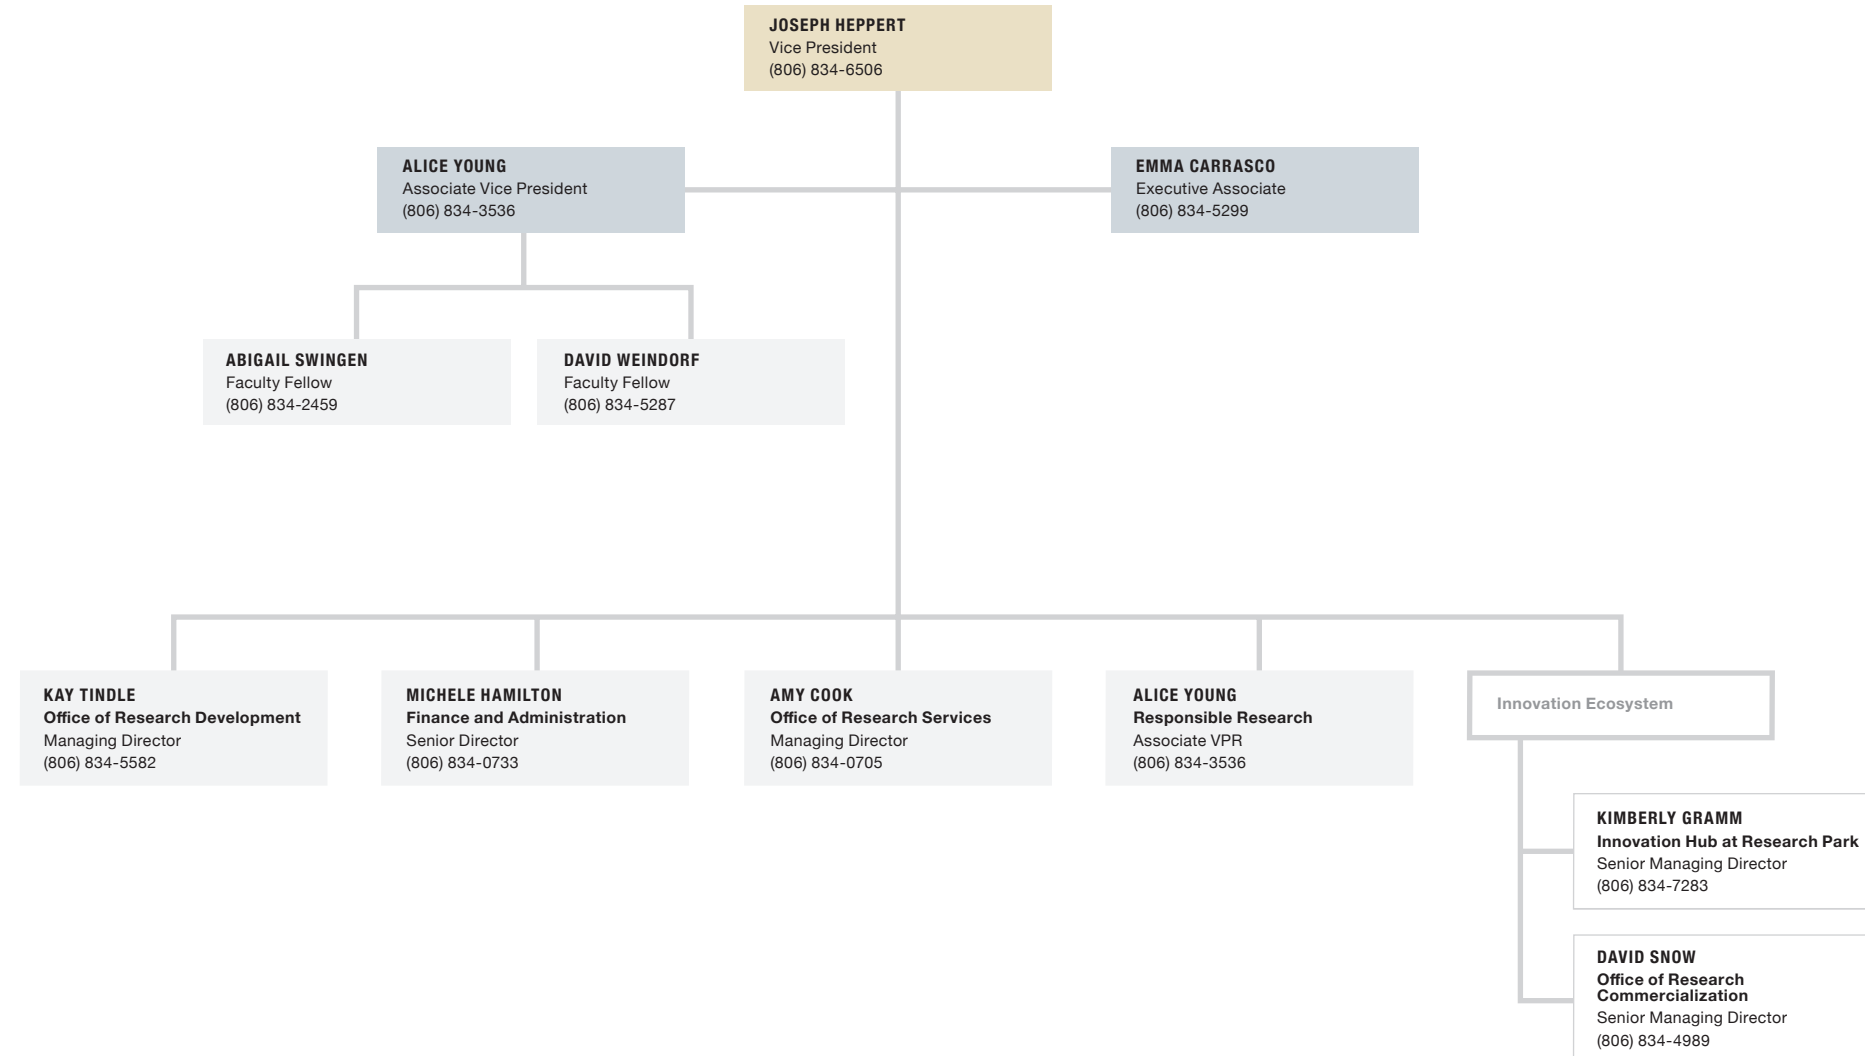 JOSEPH HEPPERT
Vice President
(806) 834-6506
ALICE YOUNG
Associate Vice President
(806) 834-3536
EMMA CARRASCO
Executive Associate
(806) 834-5299
ABIGAIL SWINGEN
Faculty Fellow
(806) 834-2459
DAVID WEINDORF
Faculty Fellow
(806) 834-5287
KAY TINDLE
Office of Research Development
Managing Director
(806) 834-5582
MICHELE HAMILTON
Finance and Administration
Senior Director
(806) 834-0733
AMY COOK
Office of Research Services
Managing Director
(806) 834-0705
ALICE YOUNG
Responsible Research
Associate VPR
(806) 834-3536
Innovation Ecosystem
KIMBERLY GRAMM
Innovation Hub at Research Park
Senior Managing Director
(806) 834-7283
DAVID SNOW
Office of Research
Commercialization
Senior Managing Director
(806) 834-4989